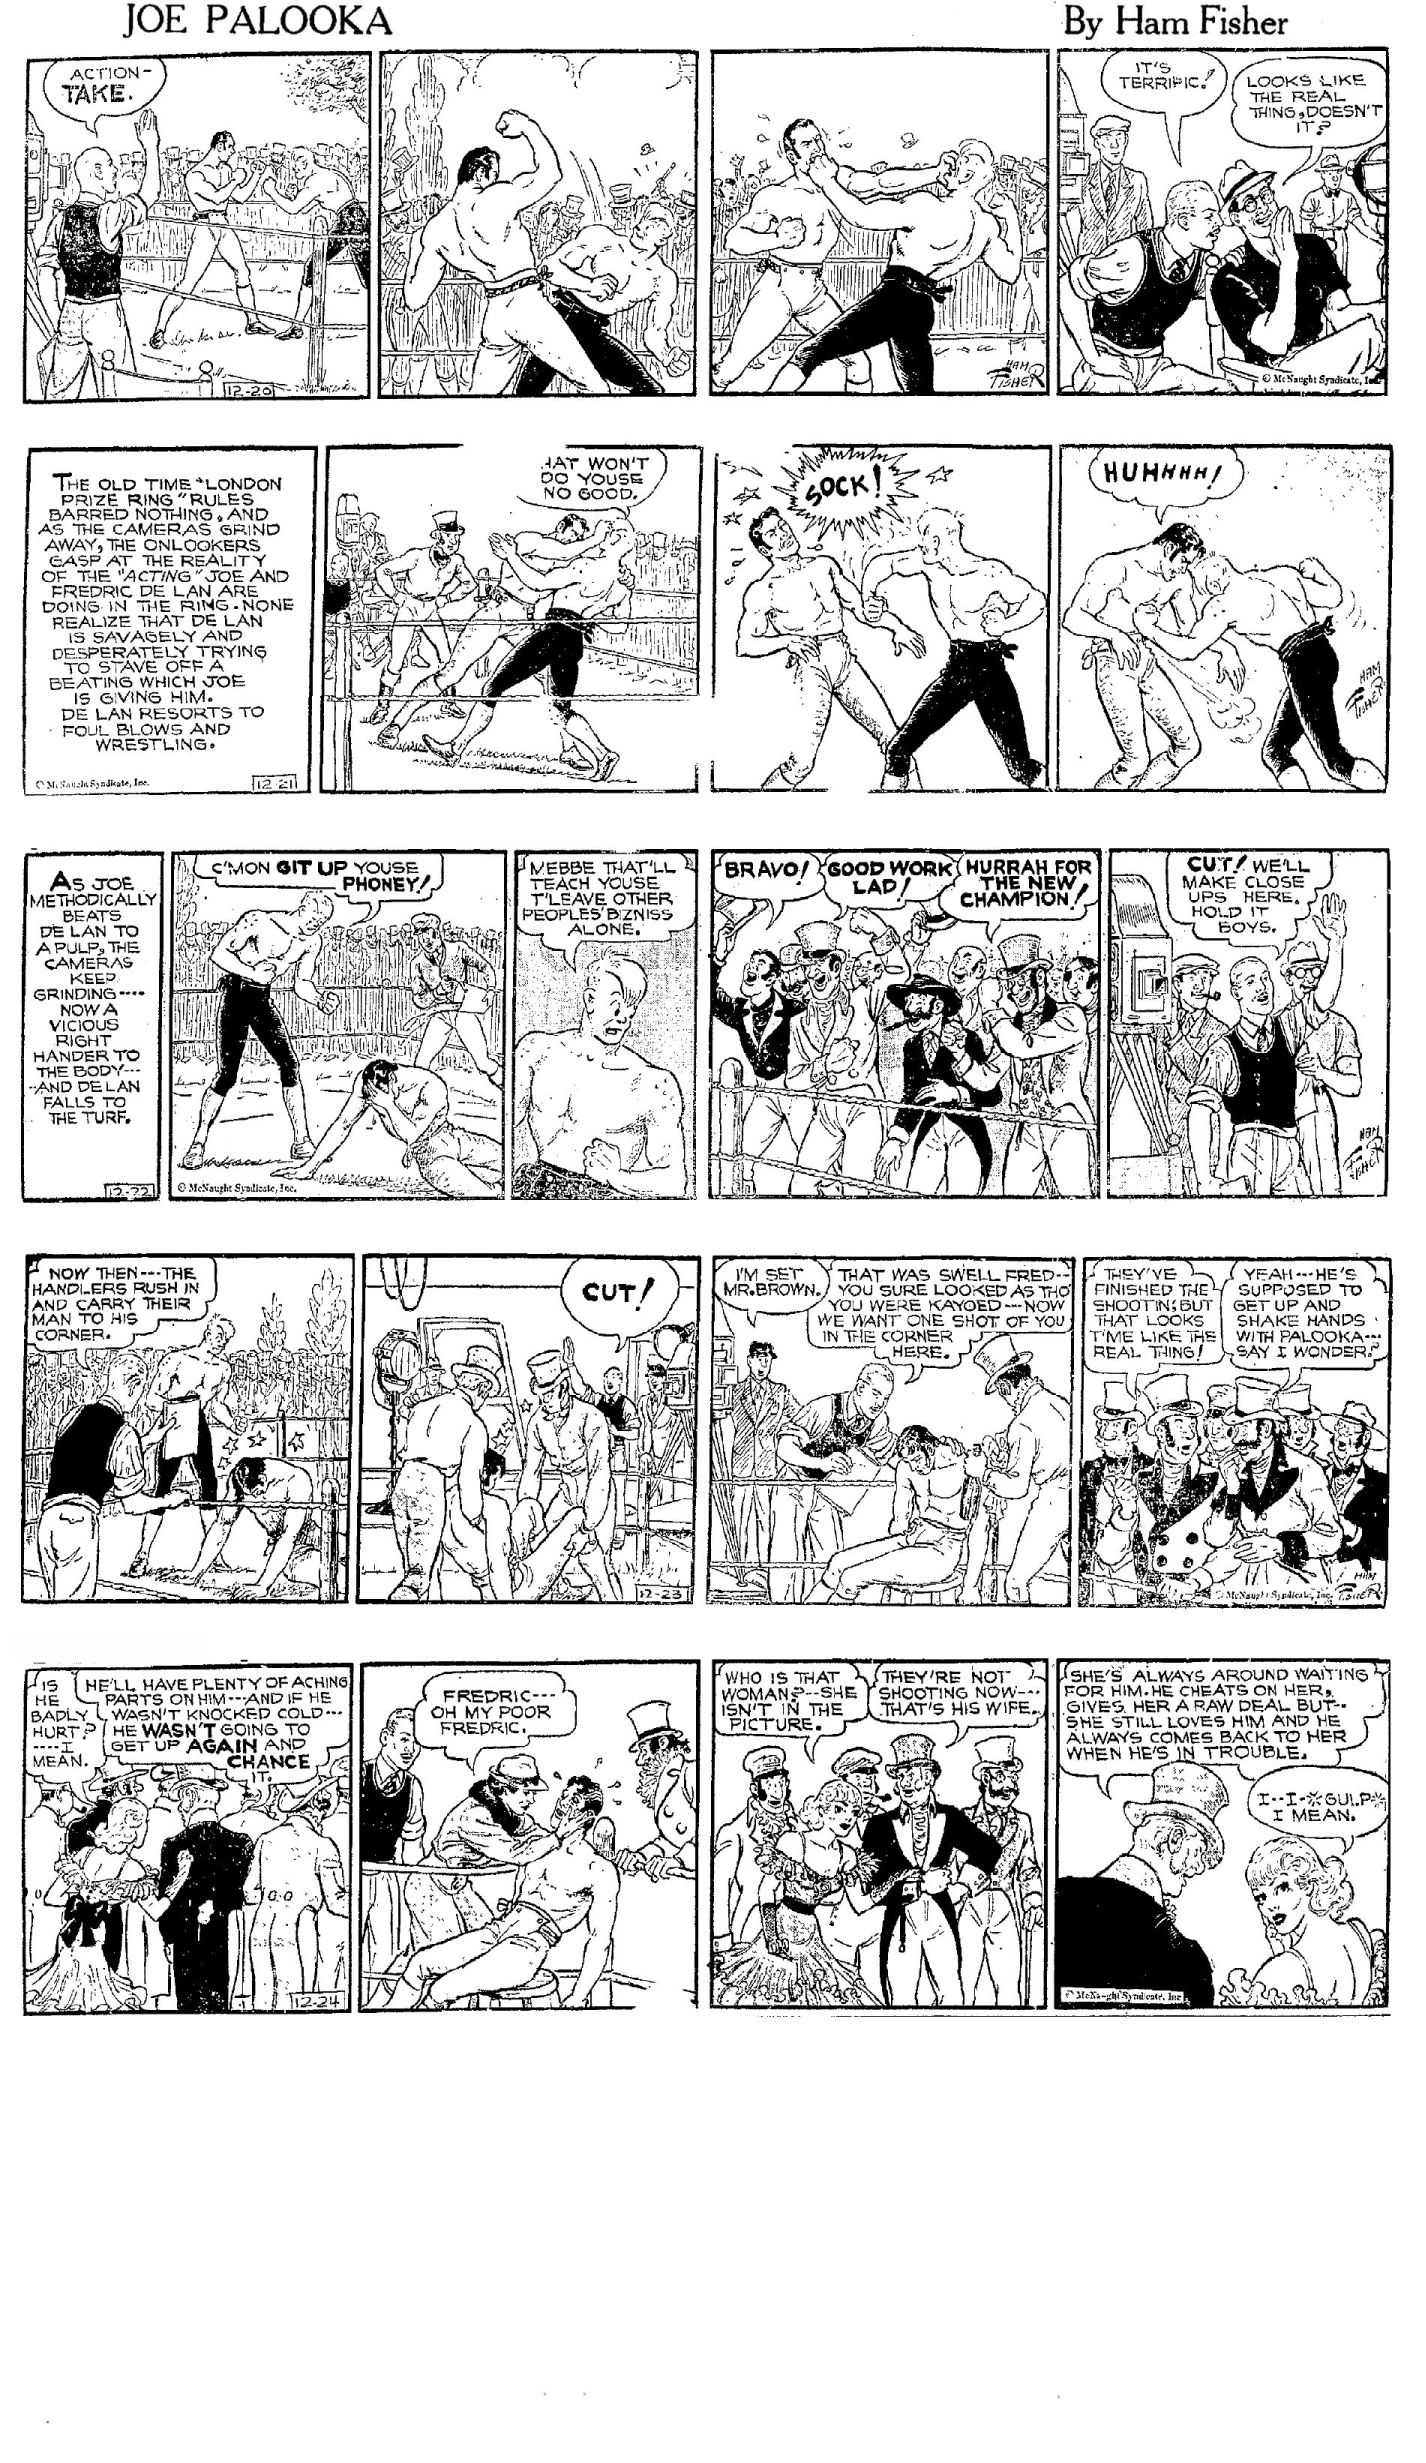 JOE PALOOKA
By Ham Fisher
ACTION-
TAKE.
12-20
HAM
FISHER
IT'S
TERRIFIC!
LOOKS LIKE
THE REAL
THING, DOESN'T
IT?
© McNaught Syndicate, Inc.
THE OLD TIME "LONDON
PRIZE RING" RULES
BARRED NOTHING, AND
AS THE CAMERAS GRIND
AWAY, THE ONLOOKERS
GASP AT THE REALITY
OF THE "ACTING" JOE AND
FREDRIC DE LAN ARE
DOING IN THE RING. NONE
REALIZE THAT DE LAN
IS SAVAGELY AND
DESPERATELY TRYING
TO STAVE OFF A
BEATING WHICH JOE
IS GIVING HIM.
DE LAN RESORTS TO
FOUL BLOWS AND
WRESTLING.
© McNaught Syndicate, Inc.
12-21
HAT WON'T
DO YOUSE
NO GOOD.
SOCK!
HUHHHH!
HAM
FISHER
AS JOE
METHODICALLY
BEATS
DE LAN TO
A PULP, THE
CAMERAS
KEEP
GRINDING----
NOW A
VICIOUS
RIGHT
HANDER TO
THE BODY---
--AND DE LAN
FALLS TO
THE TURF.
12-22
C'MON GIT UP YOUSE
PHONEY!
© McNaught Syndicate, Inc.
MEBBE THAT'LL
TEACH YOUSE
T'LEAVE OTHER
PEOPLES' BIZNISS
ALONE.
BRAVO!
GOOD WORK
LAD!
HURRAH FOR
THE NEW
CHAMPION!
CUT! WE'LL
MAKE CLOSE
UPS HERE.
HOLD IT
BOYS.
HAM
FISHER
NOW THEN---THE
HANDLERS RUSH IN
AND CARRY THEIR
MAN TO HIS
CORNER.
CUT!
12-23
I'M SET
MR. BROWN.
THAT WAS SWELL FRED--
YOU SURE LOOKED AS THO
YOU WERE KAYOED---NOW
WE WANT ONE SHOT OF YOU
IN THE CORNER
HERE.
THEY'VE
FINISHED THE
SHOOTIN; BUT
THAT LOOKS
T'ME LIKE THE
REAL THING!
YEAH---HE'S
SUPPOSED TO
GET UP AND
SHAKE HANDS
WITH PALOOKA---
SAY I WONDER?
© McNaught Syndicate, Inc.
HAM
FISHER
IS
HE
BADLY
HURT?
----I
MEAN.
HE'LL HAVE PLENTY OF ACHING
PARTS ON HIM---AND IF HE
WASN'T KNOCKED COLD---
HE WASN'T GOING TO
GET UP AGAIN AND
CHANCE
IT.
12-24
FREDRIC---
OH MY POOR
FREDRIC.
WHO IS THAT
WOMAN?--SHE
ISN'T IN THE
PICTURE.
THEY'RE NOT
SHOOTING NOW---
THAT'S HIS WIFE.
SHE'S ALWAYS AROUND WAITING
FOR HIM. HE CHEATS ON HER,
GIVES HER A RAW DEAL BUT--
SHE STILL LOVES HIM AND HE
ALWAYS COMES BACK TO HER
WHEN HE'S IN TROUBLE.
I--I-*GULP*
I MEAN.
© McNaught Syndicate, Inc